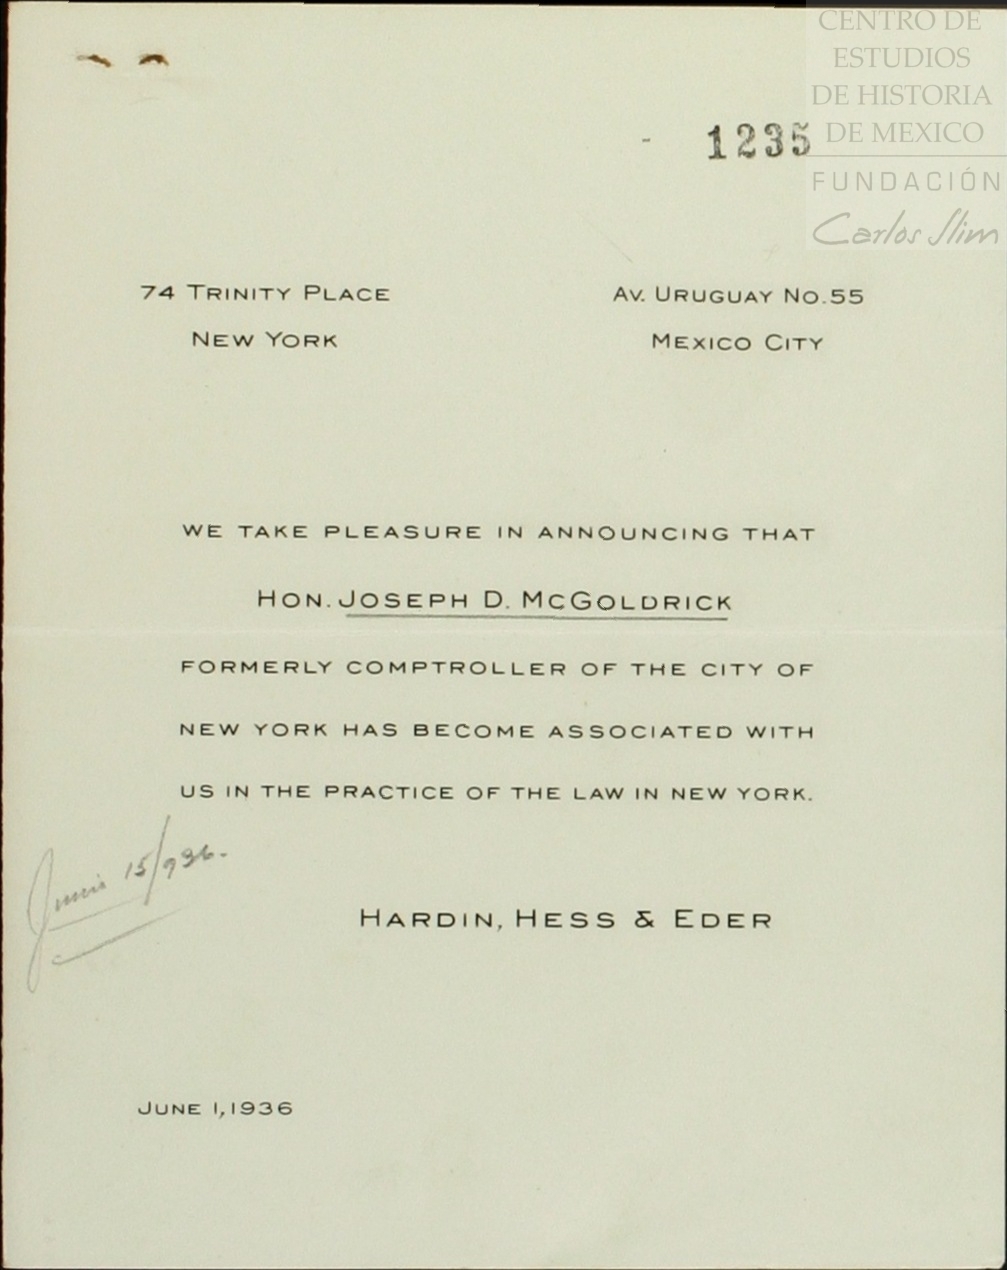 CENTRO DE
ESTUDIOS
DE HISTORIA
DE MEXICO
FUNDACIÓN
Carlos Slim
- 1235
74 TRINITY PLACE
NEW YORK
AV. URUGUAY NO. 55
MEXICO CITY
WE TAKE PLEASURE IN ANNOUNCING THAT
HON. JOSEPH D. MCGOLDRICK
FORMERLY COMPTROLLER OF THE CITY OF
NEW YORK HAS BECOME ASSOCIATED WITH
US IN THE PRACTICE OF THE LAW IN NEW YORK.
Junio 15/936.
HARDIN, HESS & EDER
JUNE 1, 1936